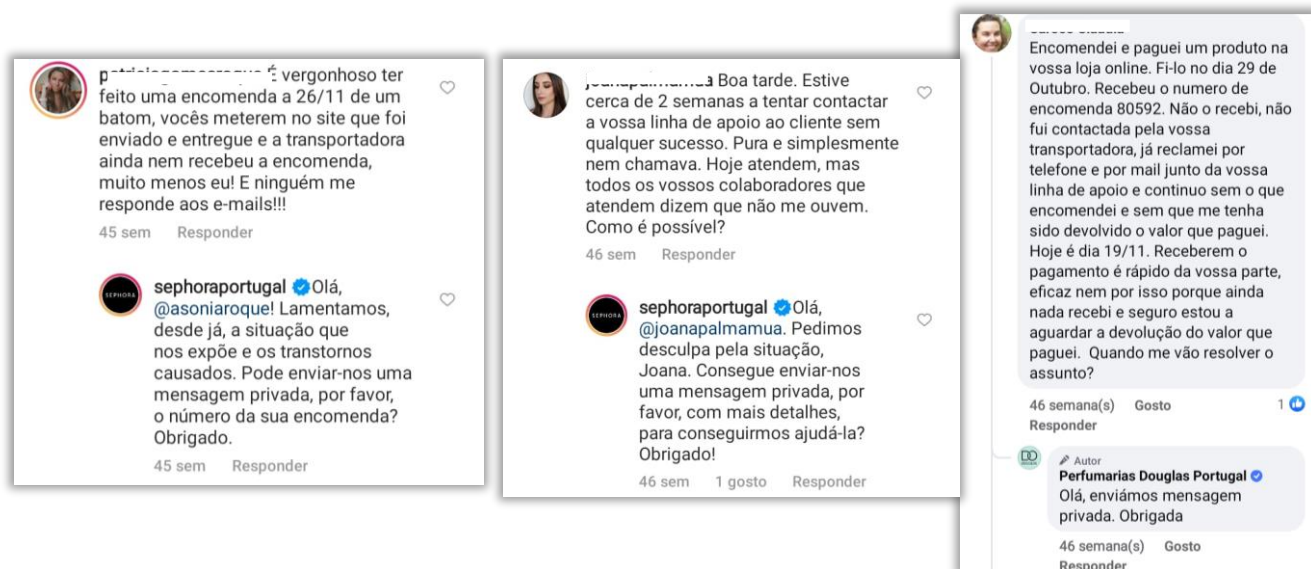 É vergonhoso ter
feito uma encomenda a 26/11 de um
batom, vocês meterem no site que foi
enviado e entregue e a transportadora
ainda nem recebeu a encomenda,
muito menos eu! E ninguém me
responde aos e-mails!!!
45 sem Responder
SEPHORA
sephoraportugal Olá,
@asoniaroque! Lamentamos,
desde já, a situação que
nos expõe e os transtornos
causados. Pode enviar-nos uma
mensagem privada, por favor,
o número da sua encomenda?
Obrigado.
45 sem Responder
Boa tarde. Estive
cerca de 2 semanas a tentar contactar
a vossa linha de apoio ao cliente sem
qualquer sucesso. Pura e simplesmente
nem chamava. Hoje atendem, mas
todos os vossos colaboradores que
atendem dizem que não me ouvem.
Como é possível?
46 sem Responder
SEPHORA
sephoraportugal Olá,
@joanapalmamua. Pedimos
desculpa pela situação,
Joana. Consegue enviar-nos
uma mensagem privada, por
favor, com mais detalhes,
para conseguirmos ajudá-la?
Obrigado!
46 sem 1 gosto Responder
Encomendei e paguei um produto na
vossa loja online. Fi-lo no dia 29 de
Outubro. Recebeu o numero de
encomenda 80592. Não o recebi, não
fui contactada pela vossa
transportadora, já reclamei por
telefone e por mail junto da vossa
linha de apoio e continuo sem o que
encomendei e sem que me tenha
sido devolvido o valor que paguei.
Hoje é dia 19/11. Receberem o
pagamento é rápido da vossa parte,
eficaz nem por isso porque ainda
nada recebi e seguro estou a
aguardar a devolução do valor que
paguei. Quando me vão resolver o
assunto?
46 semana(s) Gosto 1
Responder
Autor
Perfumarias Douglas Portugal
Olá, enviámos mensagem
privada. Obrigada
46 semana(s) Gosto
Responder